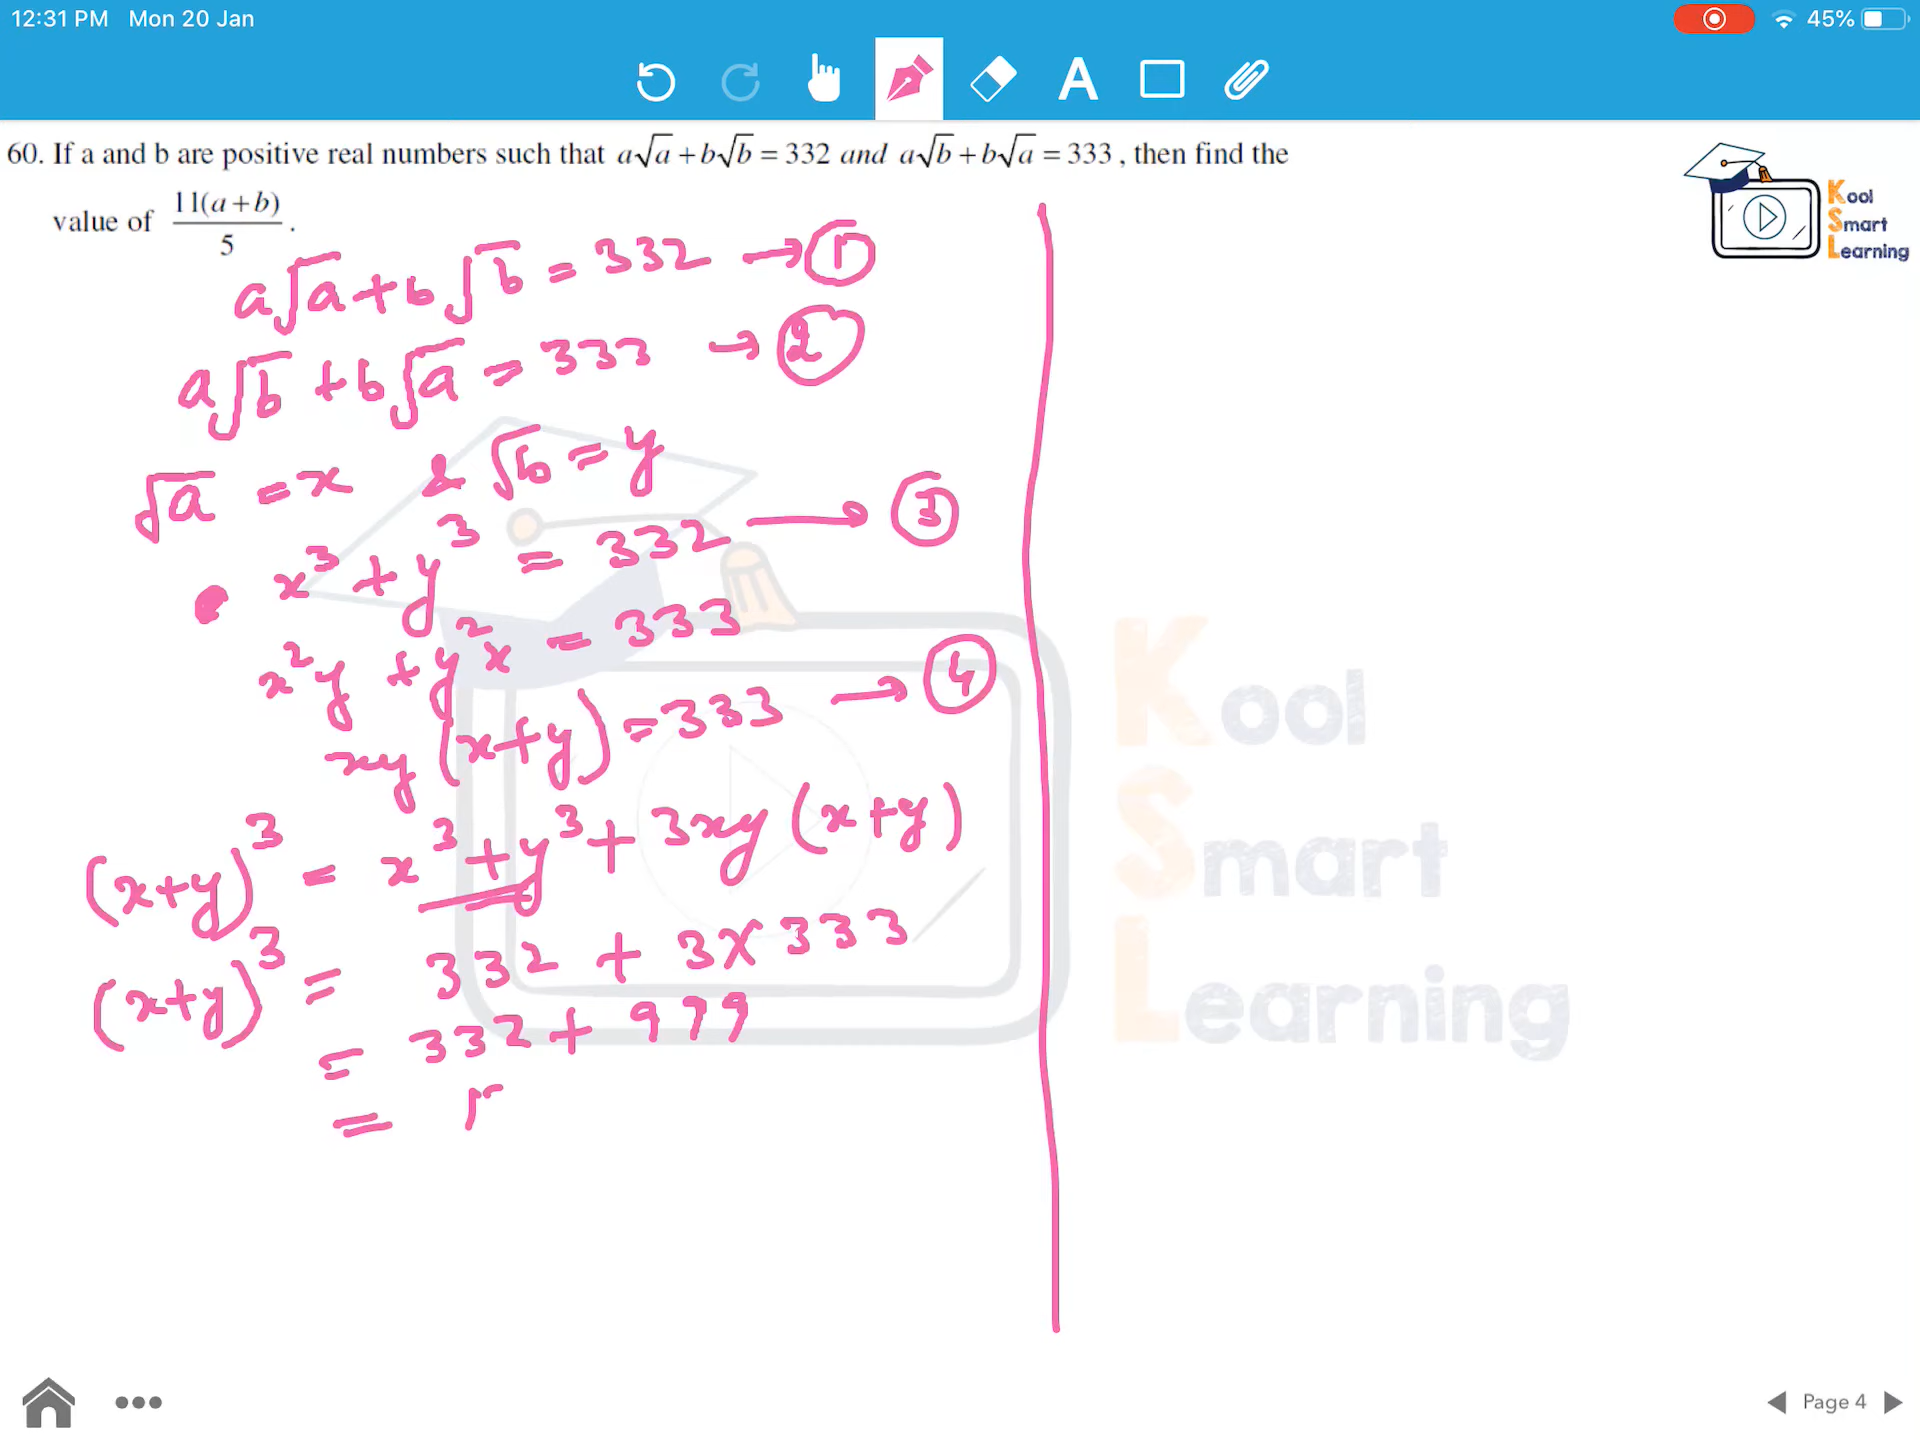 12:31 PM Mon 20 Jan
45%
A
60. If a and b are positive real numbers such that a√a + b√b = 332 and a√b + b√a = 333, then find the
value of 11(a+b)/5.
Kool
Smart
Learning
a√a + b√b = 332 → ①
a√b + b√a = 333 → ②
√a = x & √b = y
x³ + y³ = 332 → ③
x²y + y²x = 333
xy(x+y) = 333 → ④
(x+y)³ = x³ + y³ + 3xy(x+y)
(x+y)³ = 332 + 3×333
= 332 + 999
=
Kool
Smart
Learning
Page 4